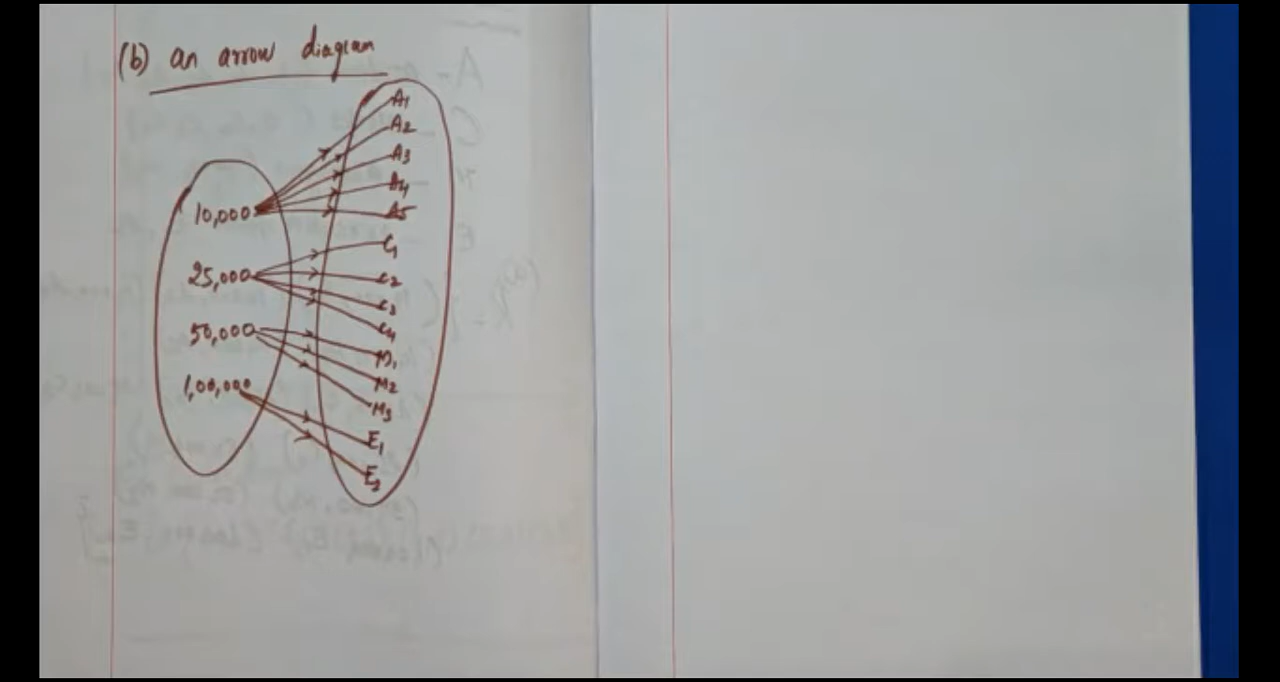 (b) an arrow diagram
A1
A2
A3
A4
10,000 A5
C1
25,000 C2
C3
C4
50,000 M1
M2
1,00,000 M3
E1
E2